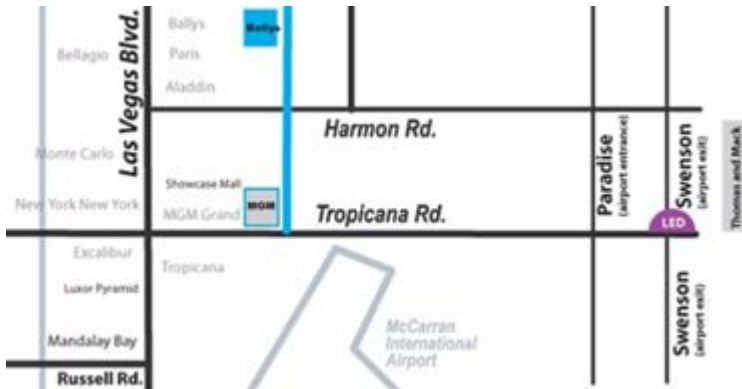 Las Vegas Blvd.
Ballys
Ballys
Bellagio
Paris
Aladdin
Harmon Rd.
Monte Carlo
Showcase Mall
New York New York
MGM Grand
MGM
Tropicana Rd.
Paradise
(airport entrance)
Swenson
(airport exit)
Thomas and Mack
LED
Excalibur
Tropicana
Luxor Pyramid
McCarran
International
Airport
Swenson
(airport exit)
Mandalay Bay
Russell Rd.